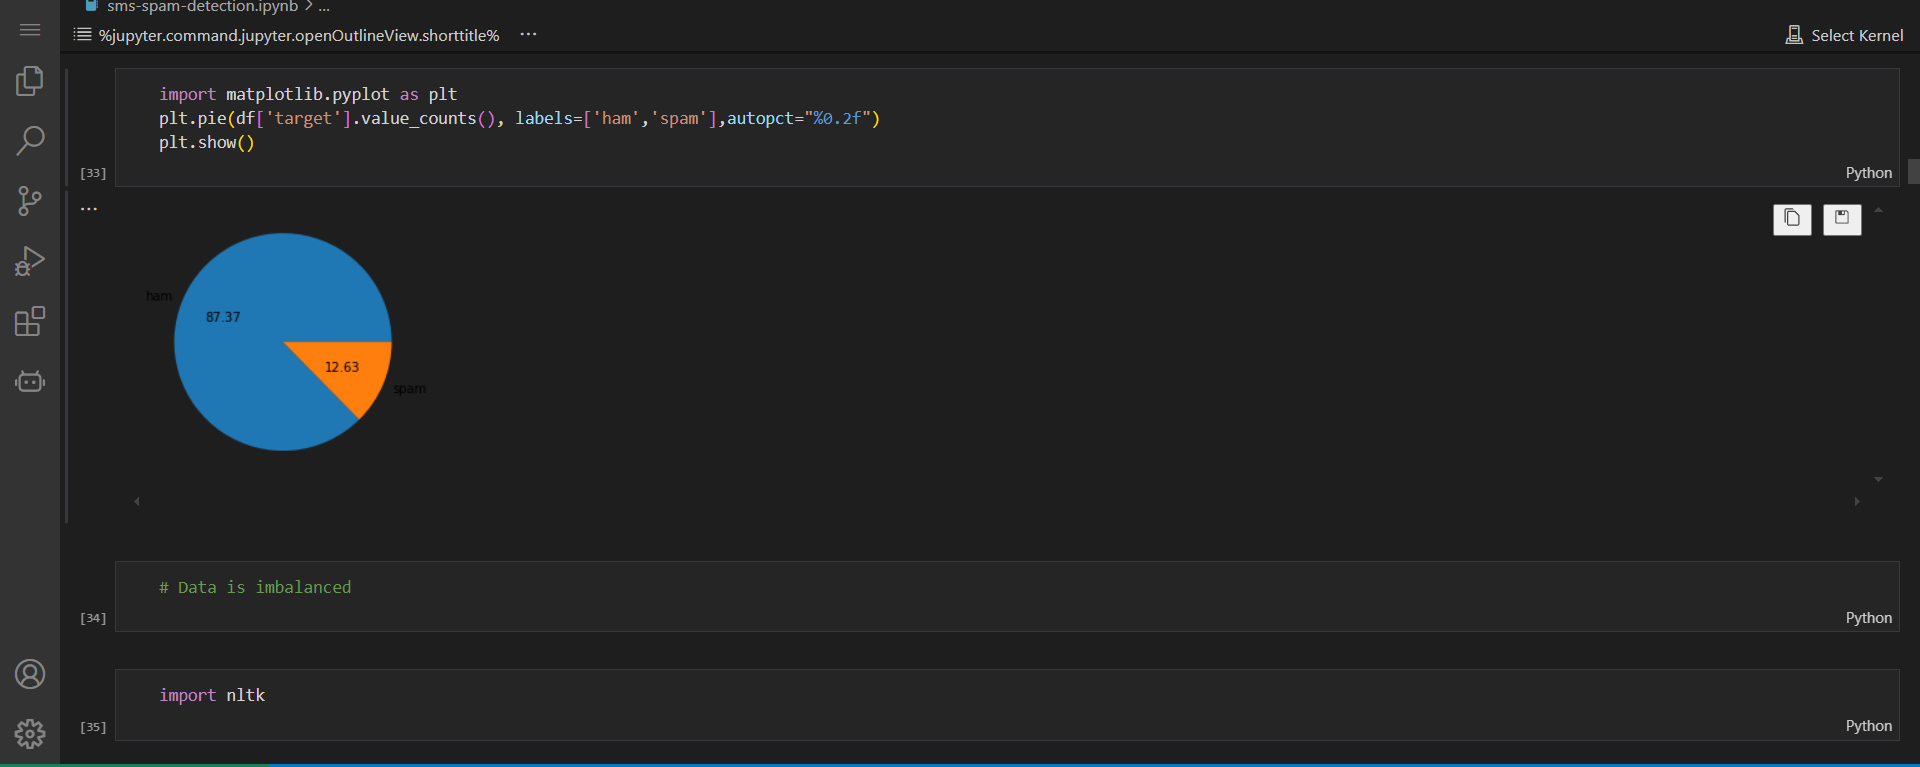 sms-spam-detection.ipynb > ...
%jupyter.command.jupyter.openOutlineView.shorttitle% ...
Select Kernel
import matplotlib.pyplot as plt
plt.pie(df['target'].value_counts(), labels=['ham','spam'],autopct="%0.2f")
plt.show()
[33]
Python
...
ham
87.37
12.63
spam
# Data is imbalanced
[34]
Python
import nltk
[35]
Python